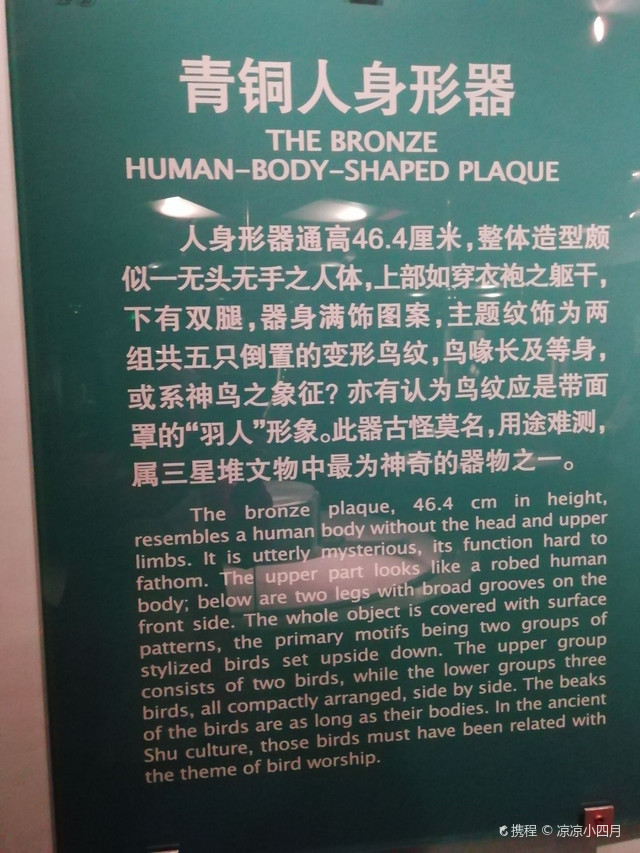 青铜人身形器
THE BRONZE
HUMAN-BODY-SHAPED PLAQUE
人身形器通高46.4厘米，整体造型颇
似一无头无手之人体，上部如穿衣袍之躯干，
下有双腿，器身满饰图案，主题纹饰为两
组共五只倒置的变形鸟纹，鸟喙长及等身，
或系神鸟之象征？亦有认为鸟纹应是带面
罩的“羽人”形象。此器古怪莫名，用途难测，
属三星堆文物中最为神奇的器物之一。
The bronze plaque, 46.4 cm in height,
resembles a human body without the head and upper
limbs. It is utterly mysterious, its function hard to
fathom. The upper part looks like a robed human
body; below are two legs with broad grooves on the
front side. The whole object is covered with surface
patterns, the primary motifs being two groups of
stylized birds set upside down. The upper group
consists of two birds, while the lower groups three
birds, all compactly arranged, side by side. The beaks
of the birds are as long as their bodies. In the ancient
Shu culture, those birds must have been related with
the theme of bird worship.
携程 © 凉凉小四月